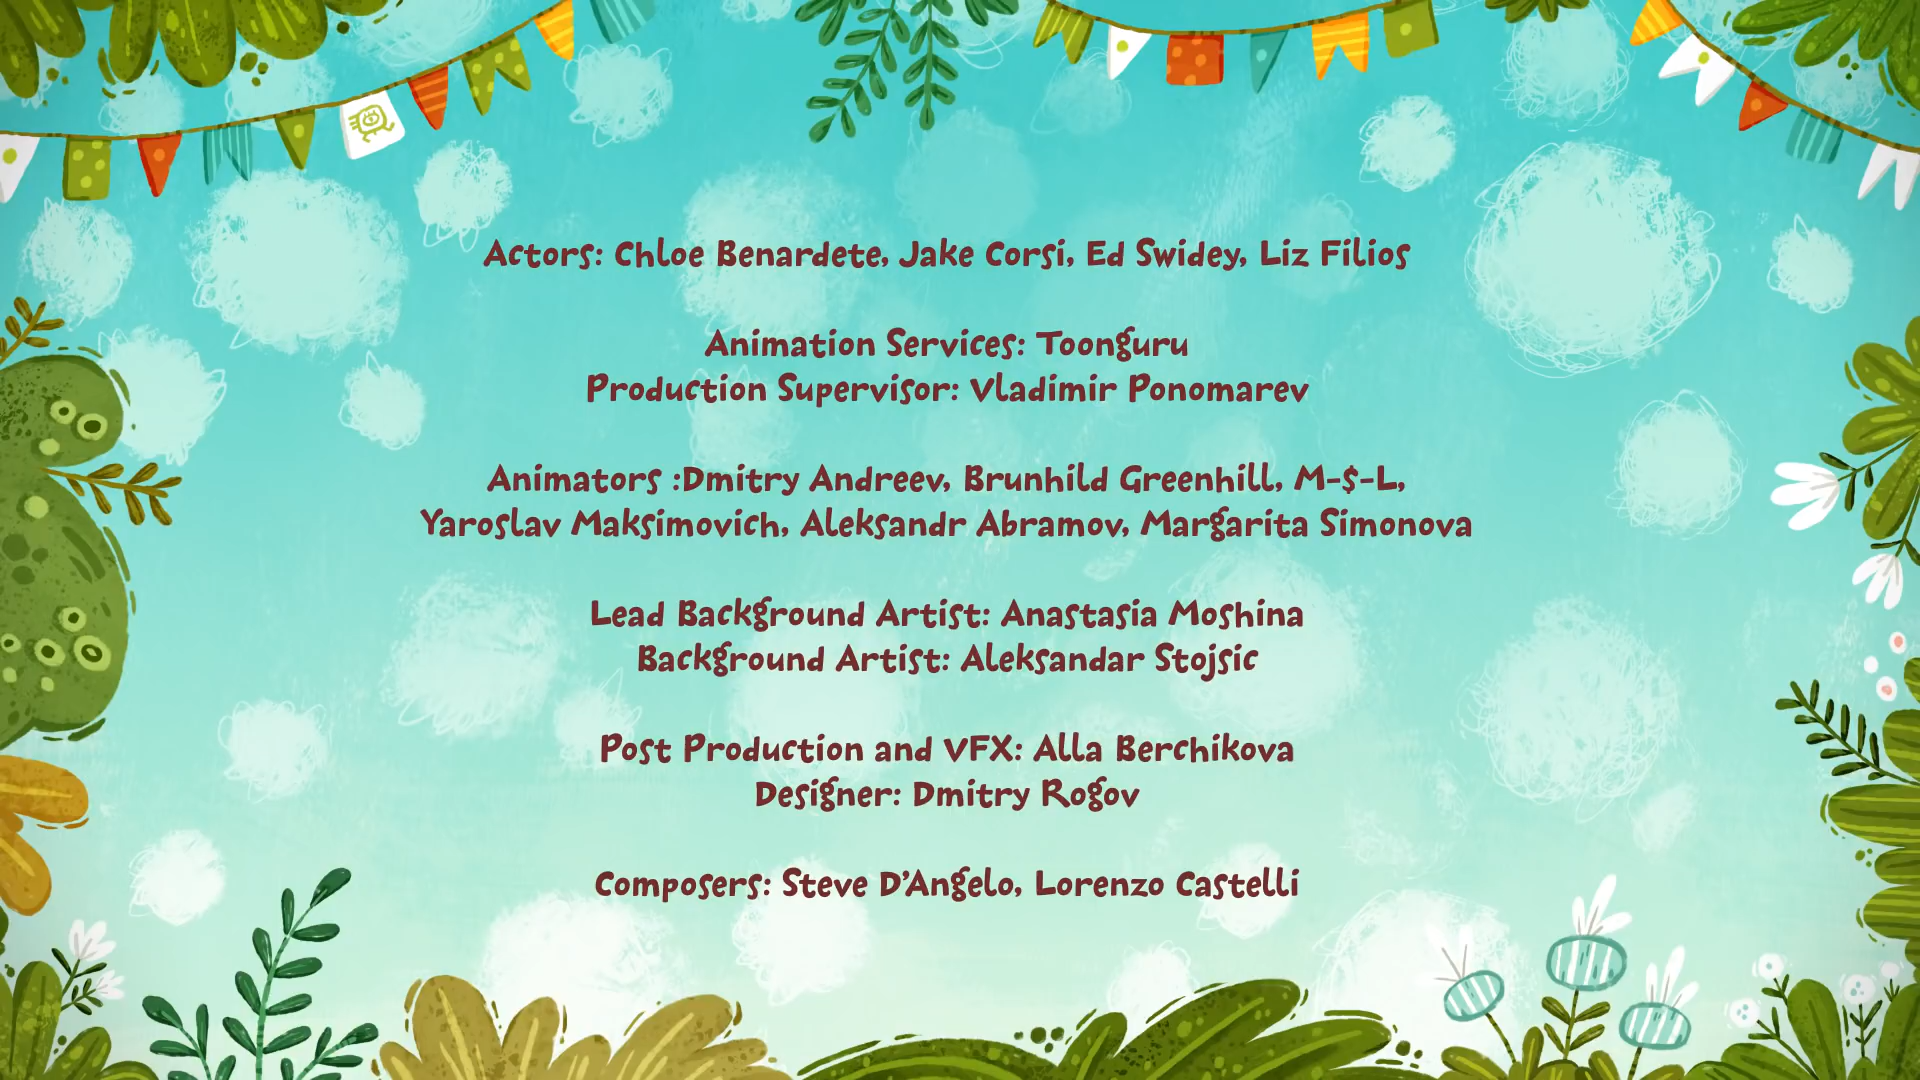 Actors: Chloe Benardete, Jake Corsi, Ed Swidey, Liz Filios
Animation Services: Toonguru
Production Supervisor: Vladimir Ponomarev
Animators :Dmitry Andreev, Brunhild Greenhill, M-$-L,
Yaroslav Maksimovich, Aleksandr Abramov, Margarita Simonova
Lead Background Artist: Anastasia Moshina
Background Artist: Aleksandar Stojsic
Post Production and VFX: Alla Berchikova
Designer: Dmitry Rogov
Composers: Steve D’Angelo, Lorenzo Castelli